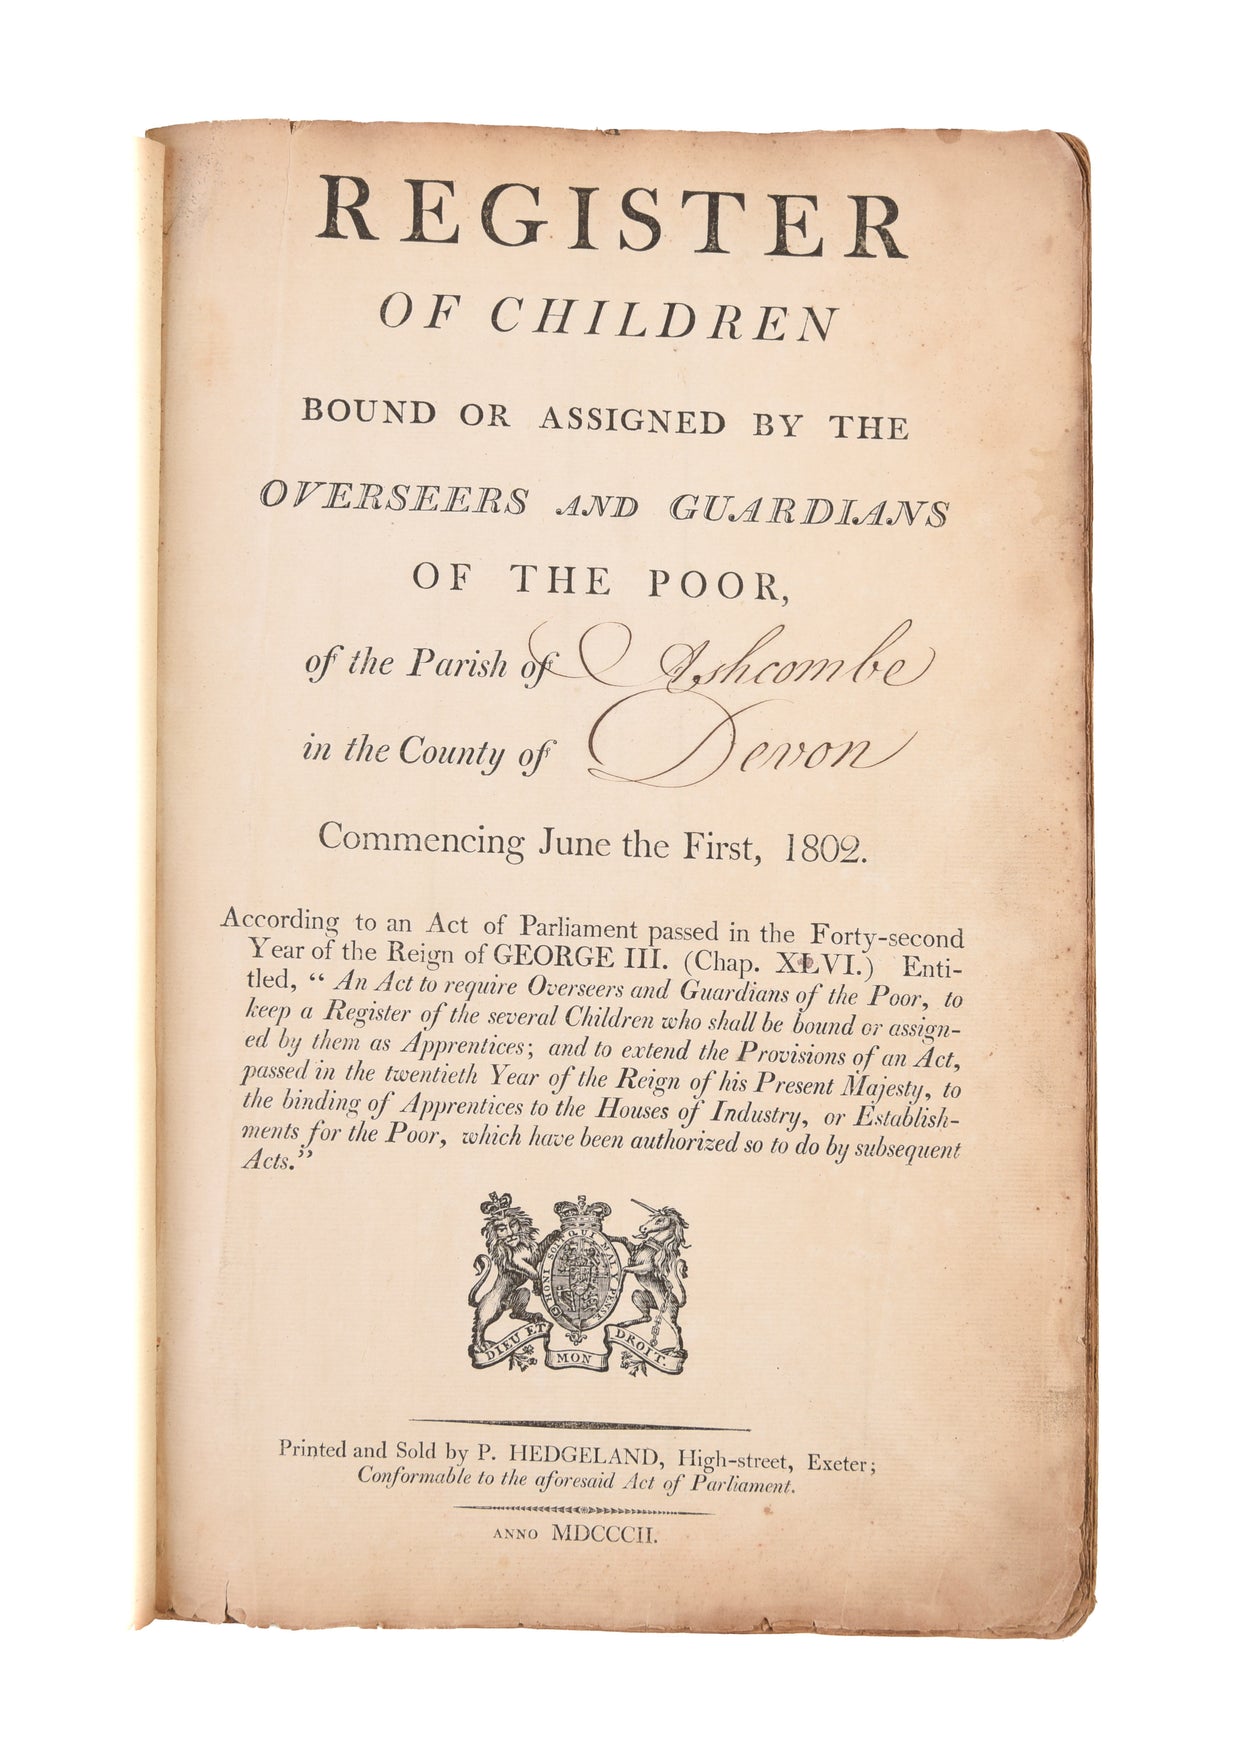 REGISTER
OF CHILDREN
BOUND OR ASSIGNED BY THE
OVERSEERS AND GUARDIANS
OF THE POOR,
of the Parish of Ashcombe
in the County of Devon
Commencing June the First, 1802.
According to an Act of Parliament passed in the Forty-second
Year of the Reign of GEORGE III. (Chap. XLVI.) Enti-
tled, “ An Act to require Overseers and Guardians of the Poor, to
keep a Register of the several Children who shall be bound or assign-
ed by them as Apprentices; and to extend the Provisions of an Act,
passed in the twentieth Year of the Reign of his Present Majesty, to
the binding of Apprentices to the Houses of Industry, or Establish-
ments for the Poor, which have been authorized so to do by subsequent
Acts.”
HONI SOIT QUI MAL Y PENSE
DIEU ET MON DROIT.
Printed and Sold by P. HEDGELAND, High-street, Exeter;
Conformable to the aforesaid Act of Parliament.
ANNO MDCCCII.